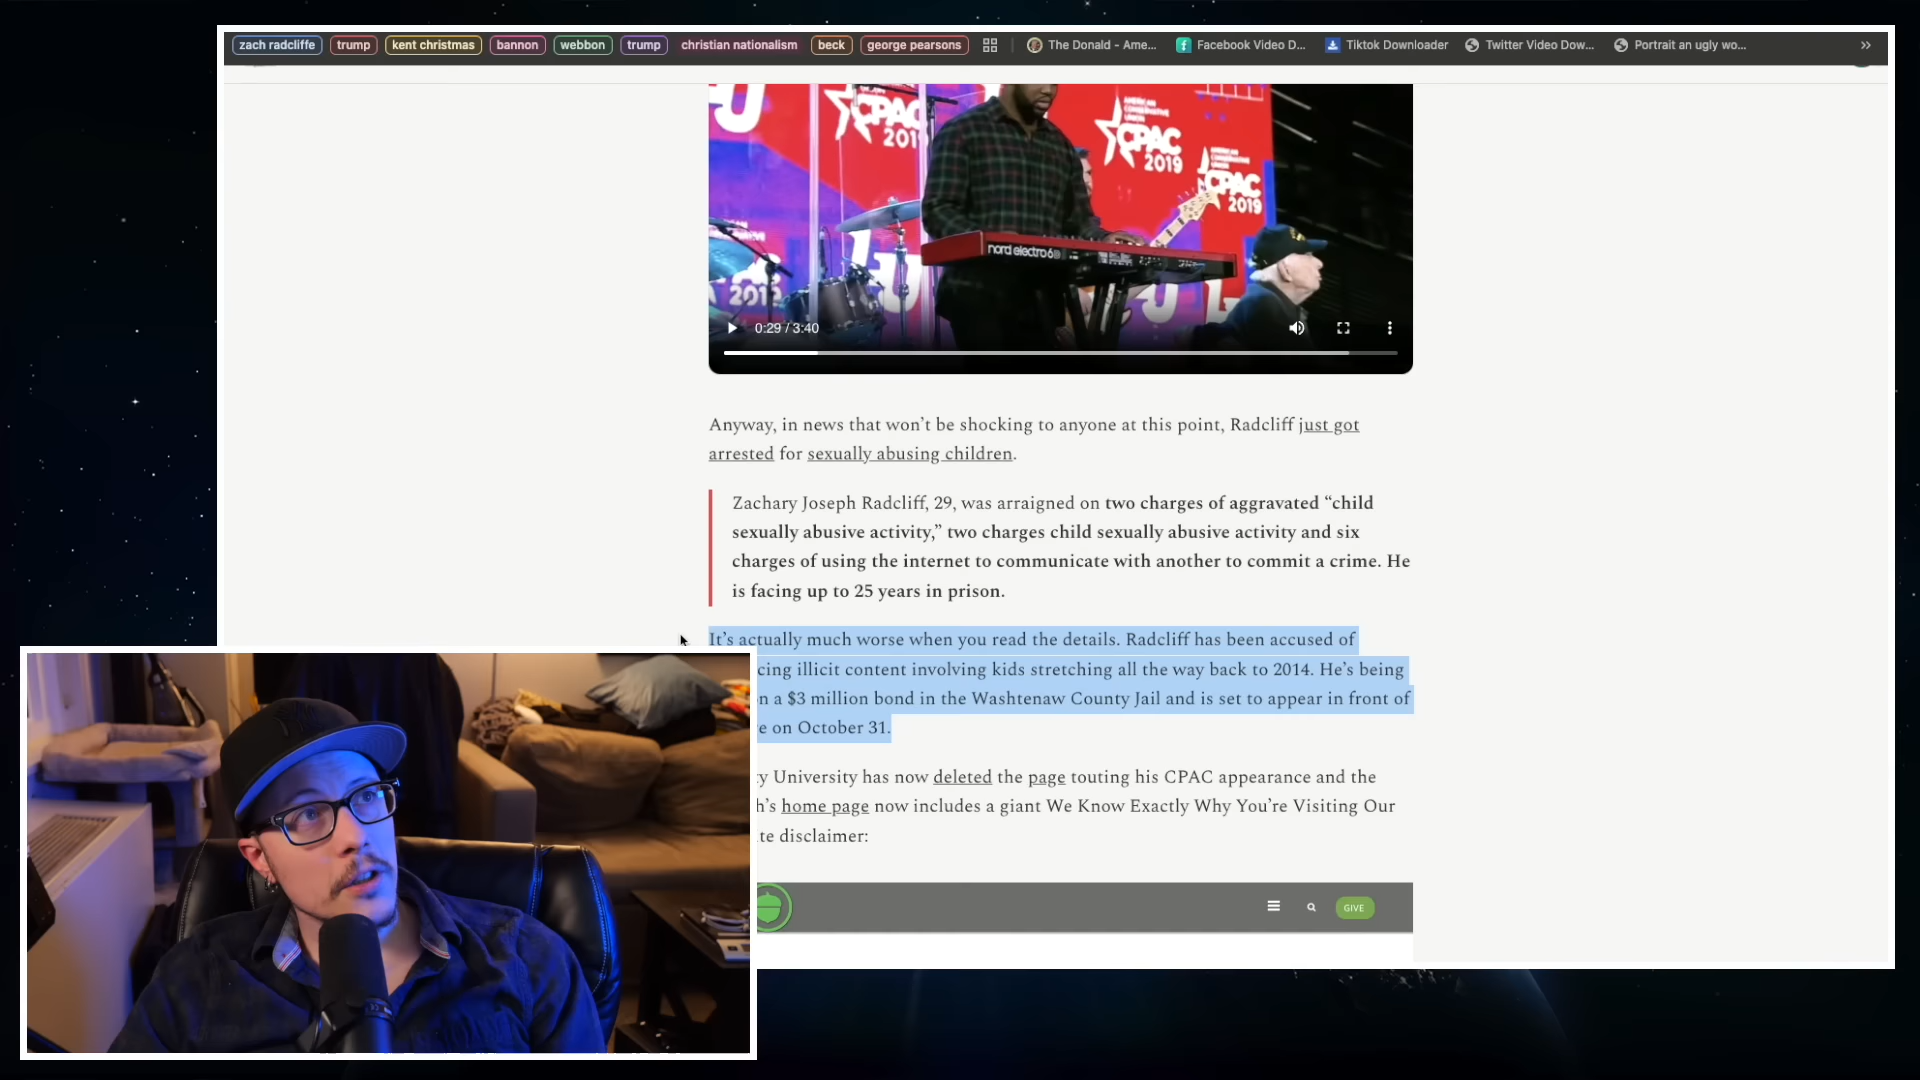 zach radcliffe trump kent christmas bannon webbon trump christian nationalism beck george pearsons The Donald - Ame... Facebook Video D... Tiktok Downloader Twitter Video Dow... Portrait an ugly wo... »
CPAC
2019
AMERICAN
CONSERVATIVE
UNION
CPAC
2019
CPAC
2019
2019
nord electro 6
0:29 / 3:40
Anyway, in news that won’t be shocking to anyone at this point, Radcliff just got
arrested for sexually abusing children.
Zachary Joseph Radcliff, 29, was arraigned on two charges of aggravated “child
sexually abusive activity,” two charges child sexually abusive activity and six
charges of using the internet to communicate with another to commit a crime. He
is facing up to 25 years in prison.
It’s actually much worse when you read the details. Radcliff has been accused of
cing illicit content involving kids stretching all the way back to 2014. He’s being
n a $3 million bond in the Washtenaw County Jail and is set to appear in front of
e on October 31.
ty University has now deleted the page touting his CPAC appearance and the
h’s home page now includes a giant We Know Exactly Why You’re Visiting Our
te disclaimer:
GIVE